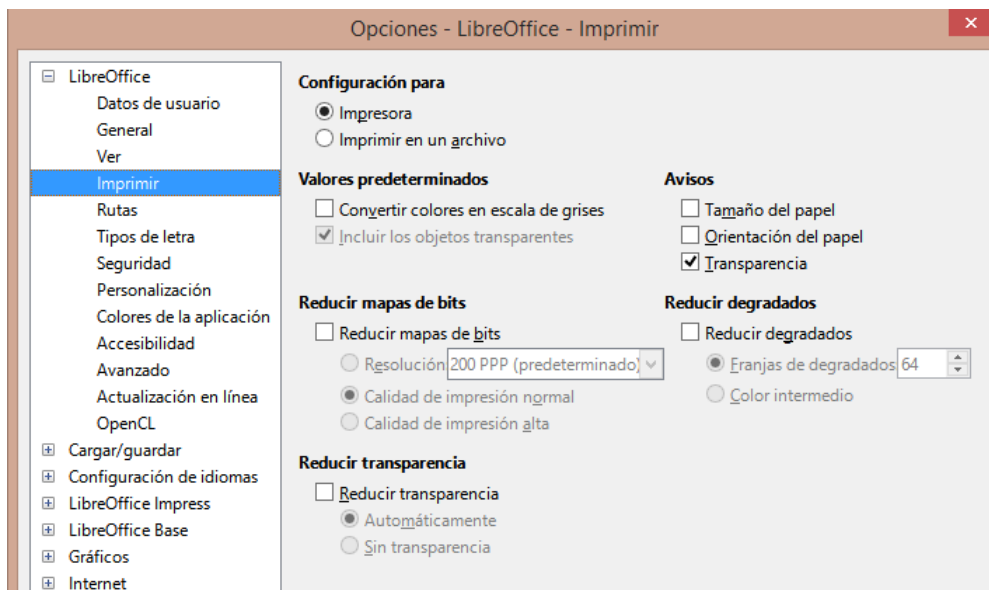 Opciones - LibreOffice - Imprimir
LibreOffice
Datos de usuario
General
Ver
Imprimir
Rutas
Tipos de letra
Seguridad
Personalización
Colores de la aplicación
Accesibilidad
Avanzado
Actualización en línea
OpenCL
Cargar/guardar
Configuración de idiomas
LibreOffice Impress
LibreOffice Base
Gráficos
Internet
Configuración para
Impresora
Imprimir en un archivo
Valores predeterminados
Convertir colores en escala de grises
Incluir los objetos transparentes
Avisos
Tamaño del papel
Orientación del papel
Transparencia
Reducir mapas de bits
Reducir mapas de bits
Resolución 200 PPP (predeterminado)
Calidad de impresión normal
Calidad de impresión alta
Reducir degradados
Reducir degradados
Franjas de degradados 64
Color intermedio
Reducir transparencia
Reducir transparencia
Automáticamente
Sin transparencia